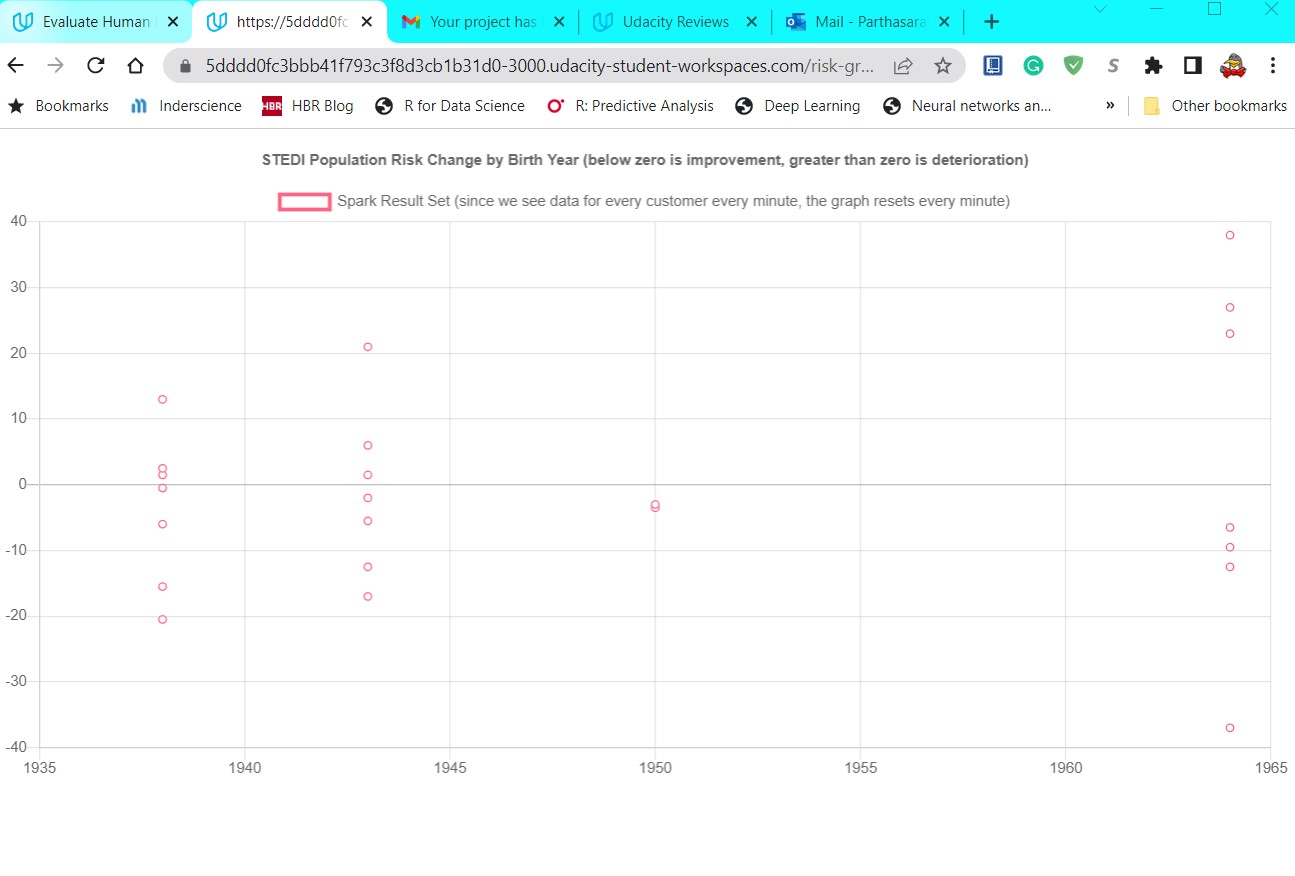 Evaluate Human
https://5dddd0fc
Your project has
Udacity Reviews
Mail - Parthasara
5dddd0fc3bbb41f793c3f8d3cb1b31d0-3000.udacity-student-workspaces.com/risk-gr...
Bookmarks
Inderscience
HBR
HBR Blog
R for Data Science
R: Predictive Analysis
Deep Learning
Neural networks an...
»
Other bookmarks
STEDI Population Risk Change by Birth Year (below zero is improvement, greater than zero is deterioration)
Spark Result Set (since we see data for every customer every minute, the graph resets every minute)
40
30
20
10
0
-10
-20
-30
-40
1935 1940 1945 1950 1955 1960 1965